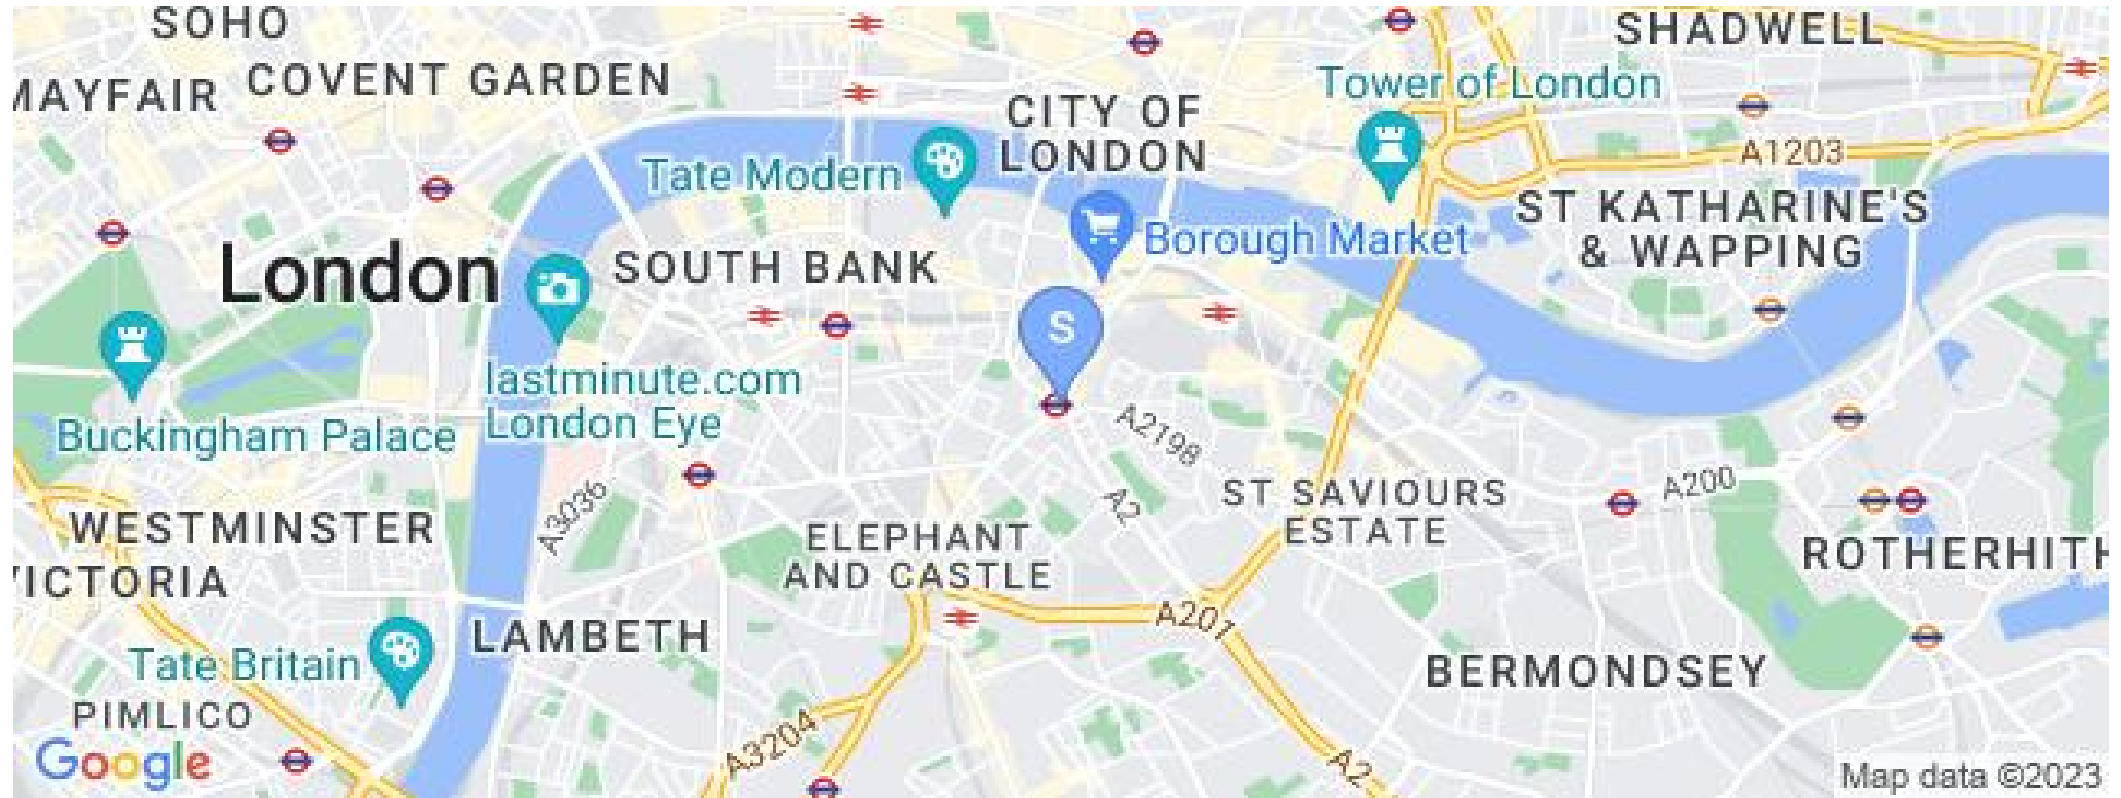 SOHO
SHADWELL
MAYFAIR
COVENT GARDEN
Tower of London
CITY OF
LONDON
A1203
Tate Modern
ST KATHARINE'S
& WAPPING
Borough Market
London
SOUTH BANK
S
lastminute.com
London Eye
Buckingham Palace
A2198
A200
ST SAVIOURS
ESTATE
A3036
A2
WESTMINSTER
ELEPHANT
AND CASTLE
ROTHERHITH
VICTORIA
A201
LAMBETH
Tate Britain
BERMONDSEY
PIMLICO
A3204
A2
Google
Map data ©2023